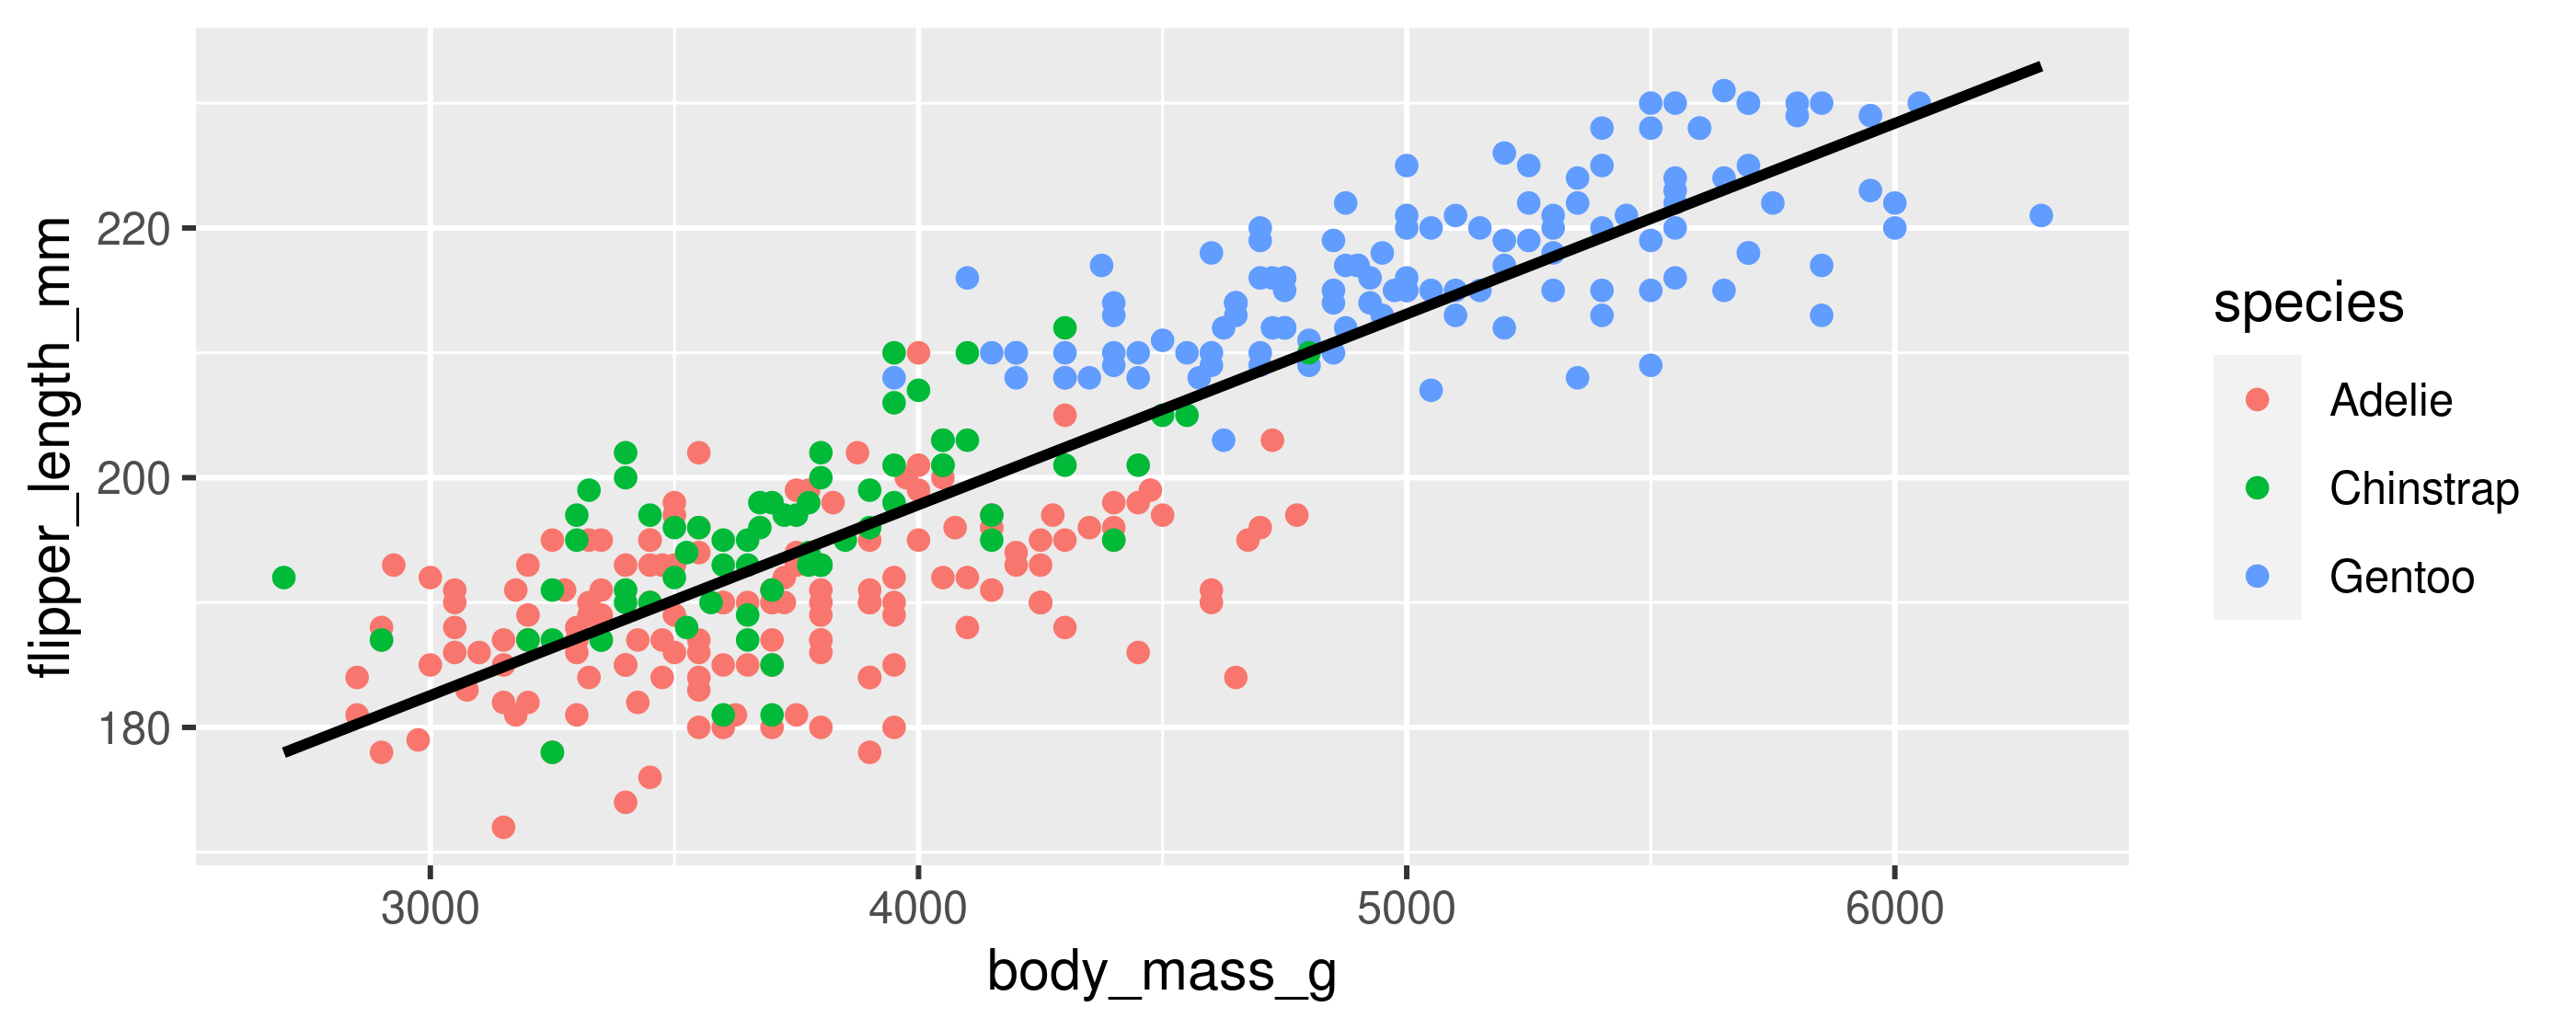 flipper_length_mm
220
200
180
3000
4000
5000
6000
body_mass_g
species
Adelie
Chinstrap
Gentoo